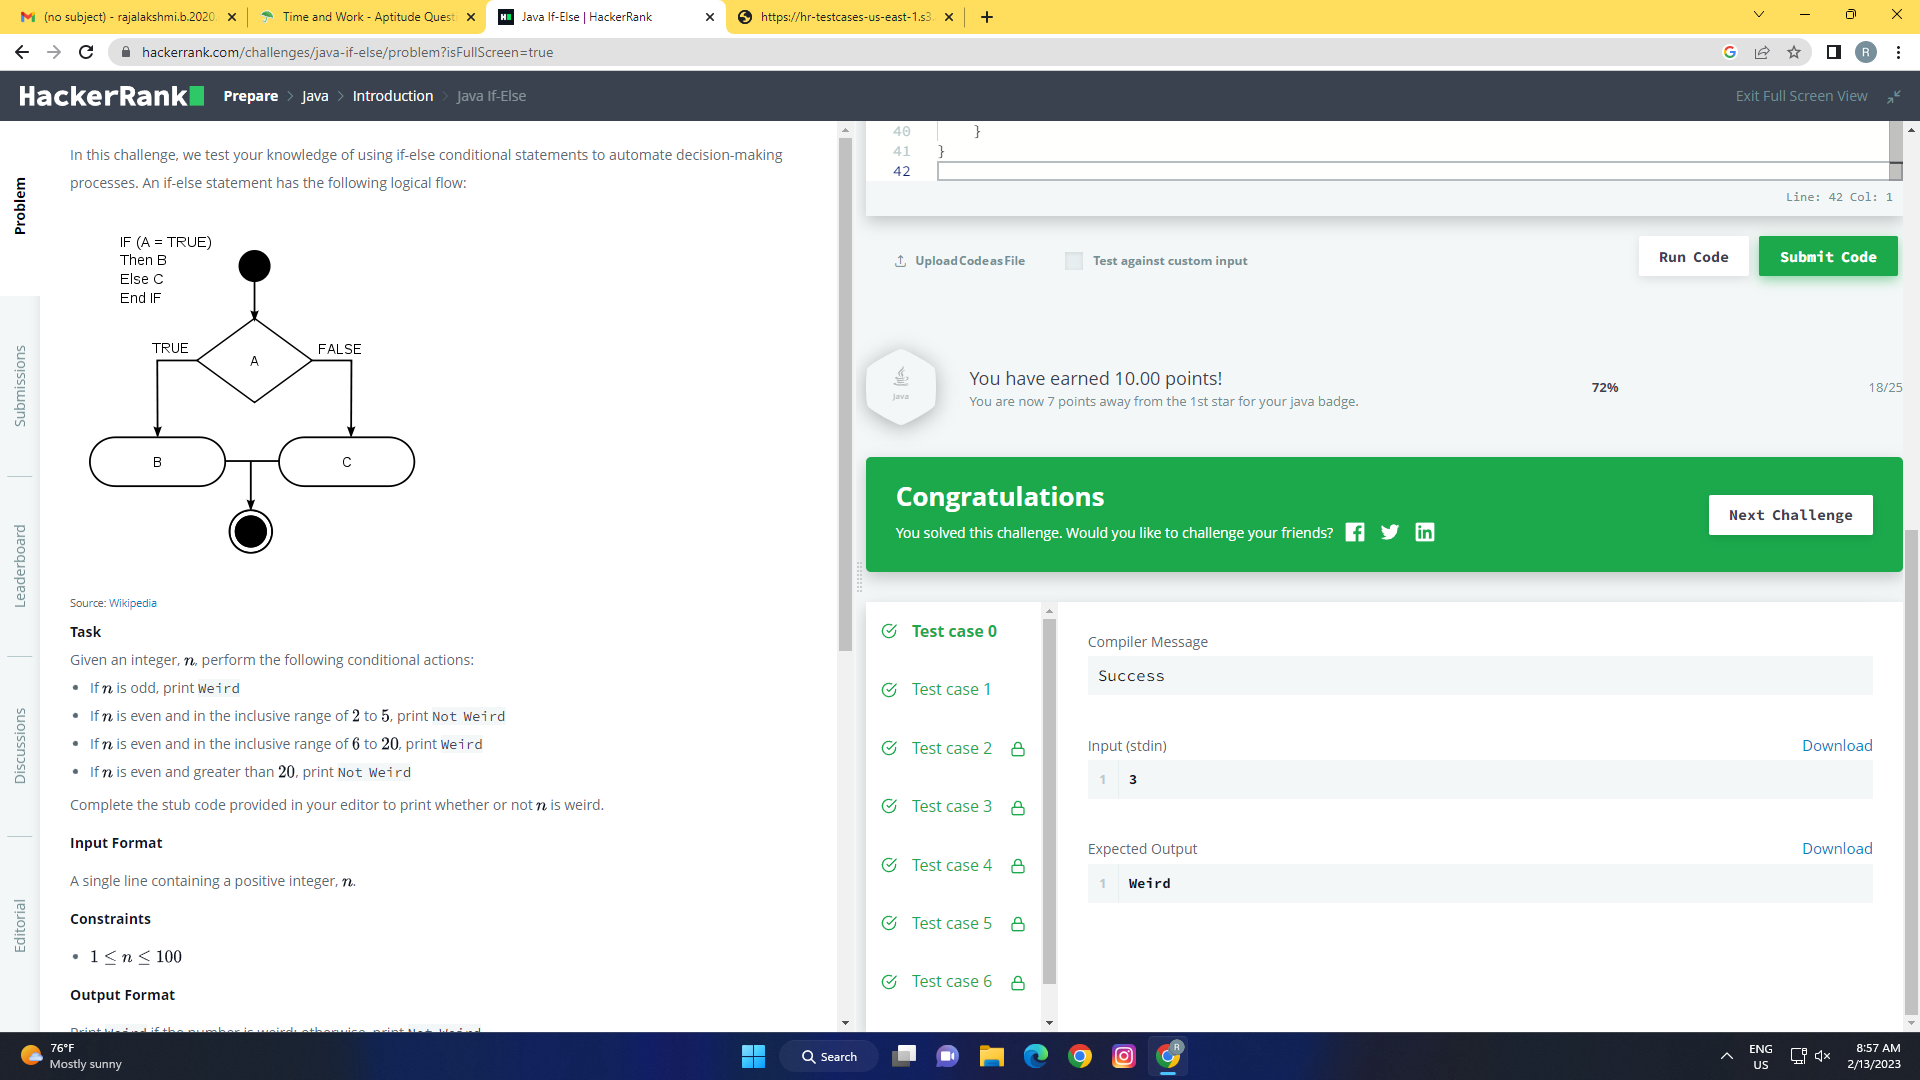 (no subject) - rajalakshmi.b.2020.
Time and Work - Aptitude Quest
Java If-Else | HackerRank
https://hr-testcases-us-east-1.s3.
hackerrank.com/challenges/java-if-else/problem?isFullScreen=true
R
HackerRank
Prepare > Java > Introduction > Java If-Else
Exit Full Screen View
Problem
Submissions
Leaderboard
Discussions
Editorial
In this challenge, we test your knowledge of using if-else conditional statements to automate decision-making
processes. An if-else statement has the following logical flow:
IF (A = TRUE)
Then B
Else C
End IF
TRUE
A
FALSE
B
C
Source: Wikipedia
Task
Given an integer, n, perform the following conditional actions:
• If n is odd, print Weird
• If n is even and in the inclusive range of 2 to 5, print Not Weird
• If n is even and in the inclusive range of 6 to 20, print Weird
• If n is even and greater than 20, print Not Weird
Complete the stub code provided in your editor to print whether or not n is weird.
Input Format
A single line containing a positive integer, n.
Constraints
• 1 ≤ n ≤ 100
Output Format
Print Weird if the number is weird; otherwise, print Not Weird
40 }
41 }
42
Line: 42 Col: 1
Upload Code as File
Test against custom input
Run Code
Submit Code
Java
You have earned 10.00 points!
You are now 7 points away from the 1st star for your java badge.
72%
18/25
Congratulations
You solved this challenge. Would you like to challenge your friends?
Next Challenge
Test case 0
Test case 1
Test case 2
Test case 3
Test case 4
Test case 5
Test case 6
Compiler Message
Success
Input (stdin)
Download
1 3
Expected Output
Download
1 Weird
76°F
Mostly sunny
Search
R
ENG
US
8:57 AM
2/13/2023